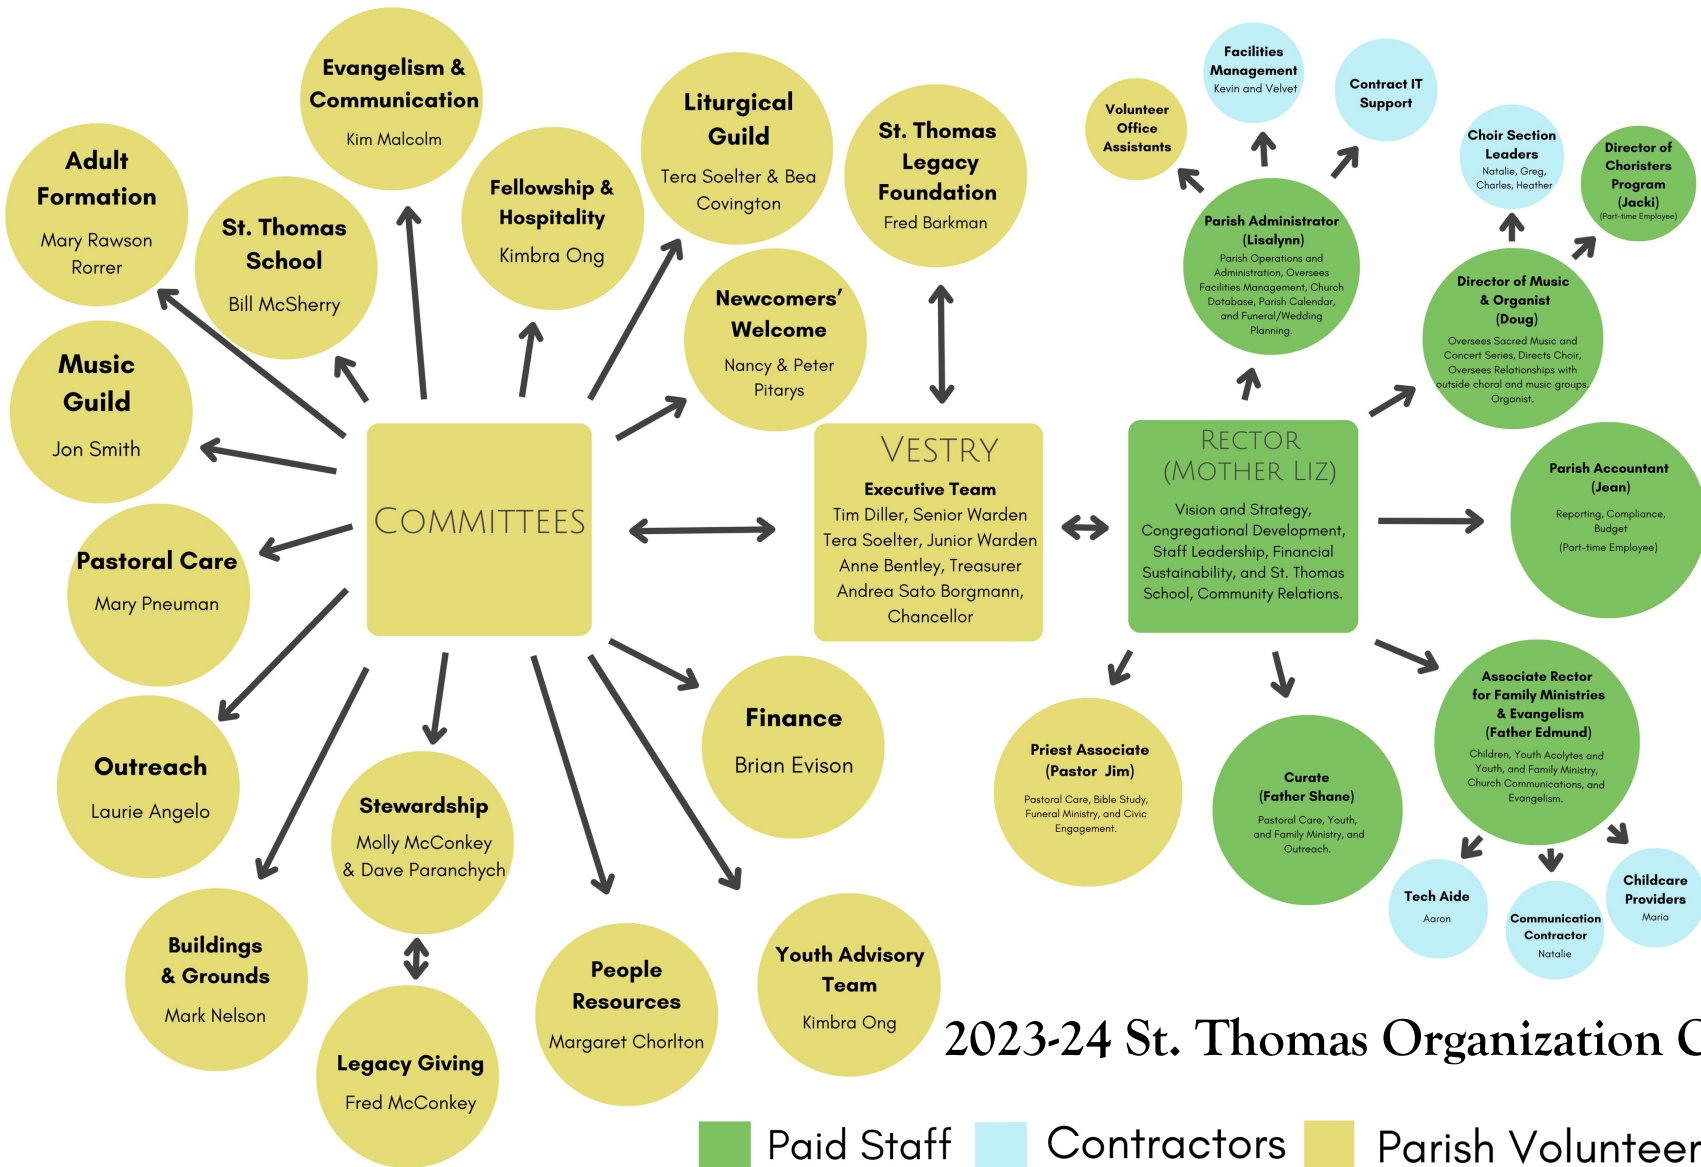 Evangelism &
Communication
Kim Malcolm
Liturgical
Guild
Tera Soelter & Bea
Covington
St. Thomas
Legacy
Foundation
Fred Barkman
Adult
Formation
Mary Rawson
Rorrer
St. Thomas
School
Bill McSherry
Fellowship &
Hospitality
Kimbra Ong
Newcomers’
Welcome
Nancy & Peter
Pitarys
Music
Guild
Jon Smith
Pastoral Care
Mary Pneuman
Outreach
Laurie Angelo
Buildings
& Grounds
Mark Nelson
Stewardship
Molly McConkey
& Dave Paranchych
Legacy Giving
Fred McConkey
People
Resources
Margaret Chorlton
Youth Advisory
Team
Kimbra Ong
Finance
Brian Evison
Committees
Vestry
Executive Team
Tim Diller, Senior Warden
Tera Soelter, Junior Warden
Anne Bentley, Treasurer
Andrea Sato Borgmann,
Chancellor
Rector
(Mother Liz)
Vision and Strategy,
Congregational Development,
Staff Leadership, Financial
Sustainability, and St. Thomas
School, Community Relations.
Volunteer
Office
Assistants
Facilities
Management
Kevin and Velvet
Contract IT
Support
Parish Administrator
(Lisalynn)
Parish Operations and
Administration, Oversees
Facilities Management, Church
Database, Parish Calendar,
and Funeral/Wedding
Planning.
Choir Section
Leaders
Natalie, Greg,
Charles, Heather
Director of
Choristers
Program
(Jacki)
(Part-time Employee)
Director of Music
& Organist
(Doug)
Oversees Sacred Music and
Concert Series, Directs Choir,
Oversees Relationships with
outside choral and music groups.
Organist.
Parish Accountant
(Jean)
Reporting, Compliance,
Budget
(Part-time Employee)
Associate Rector
for Family Ministries
& Evangelism
(Father Edmund)
Children, Youth Acolytes and
Youth, and Family Ministry,
Church Communications, and
Evangelism.
Priest Associate
(Pastor Jim)
Pastoral Care, Bible Study,
Funeral Ministry, and Civic
Engagement.
Curate
(Father Shane)
Pastoral Care, Youth,
and Family Ministry, and
Outreach.
Tech Aide
Aaron
Communication
Contractor
Natalie
Childcare
Providers
Maria
2023-24 St. Thomas Organization C
Paid Staff
Contractors
Parish Volunteer